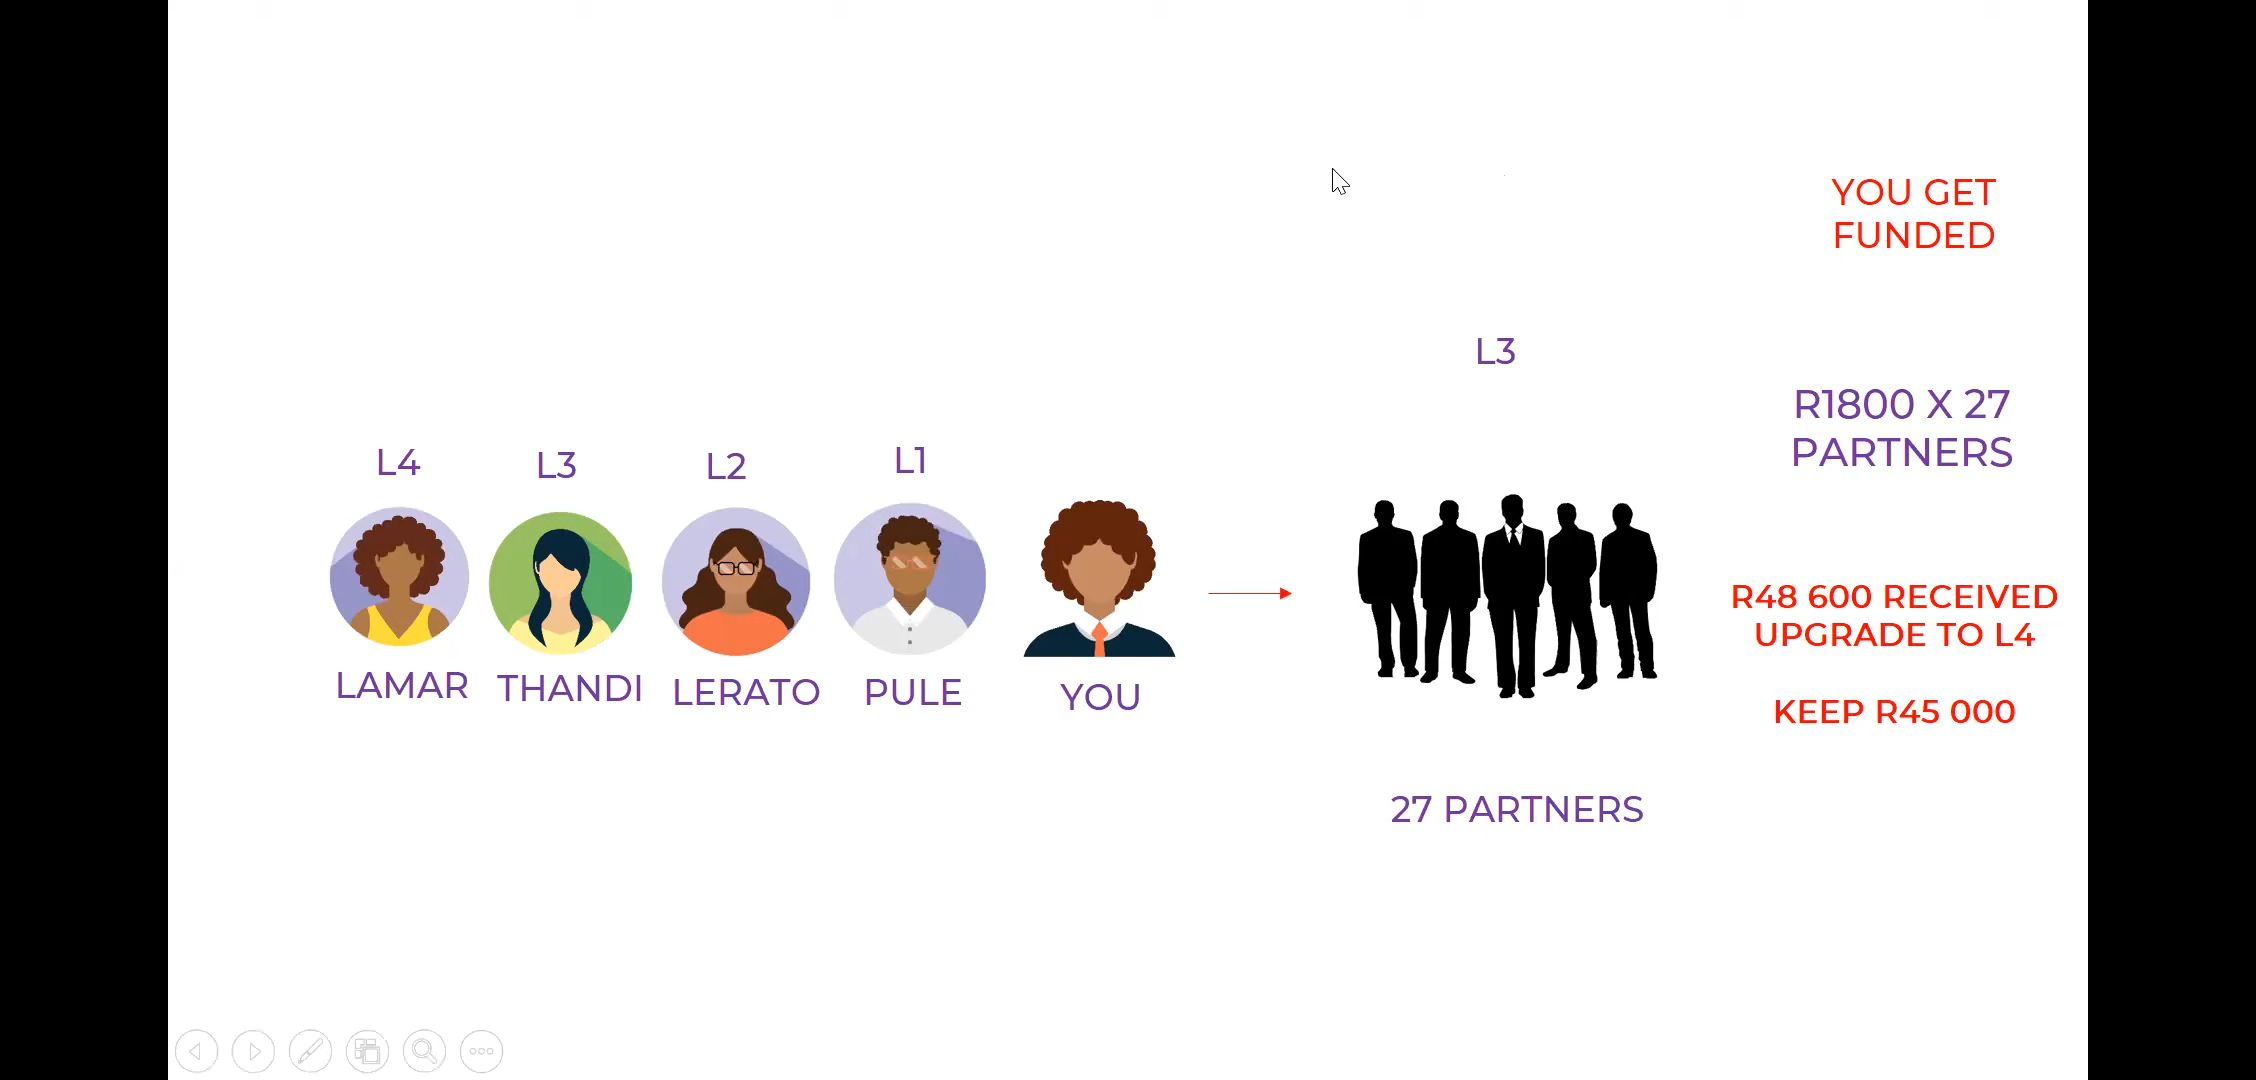 YOU GET
FUNDED
L3
R1800 X 27
PARTNERS
L4
L3
L2
L1
R48 600 RECEIVED
UPGRADE TO L4
KEEP R45 000
LAMAR
THANDI
LERATO
PULE
YOU
27 PARTNERS